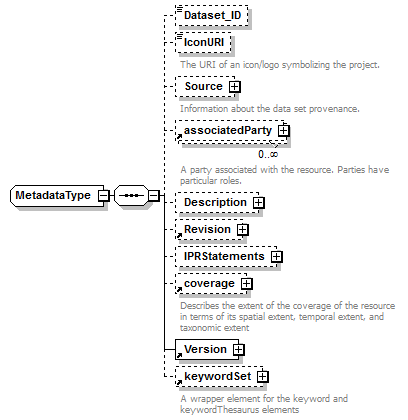 Dataset_ID
IconURI
The URI of an icon/logo symbolizing the project.
Source
Information about the data set provenance.
associatedParty
0..∞
A party associated with the resource. Parties have
particular roles.
MetadataType
Description
Revision
IPRStatements
coverage
Describes the extent of the coverage of the resource
in terms of its spatial extent, temporal extent, and
taxonomic extent
Version
keywordSet
A wrapper element for the keyword and
keywordThesaurus elements